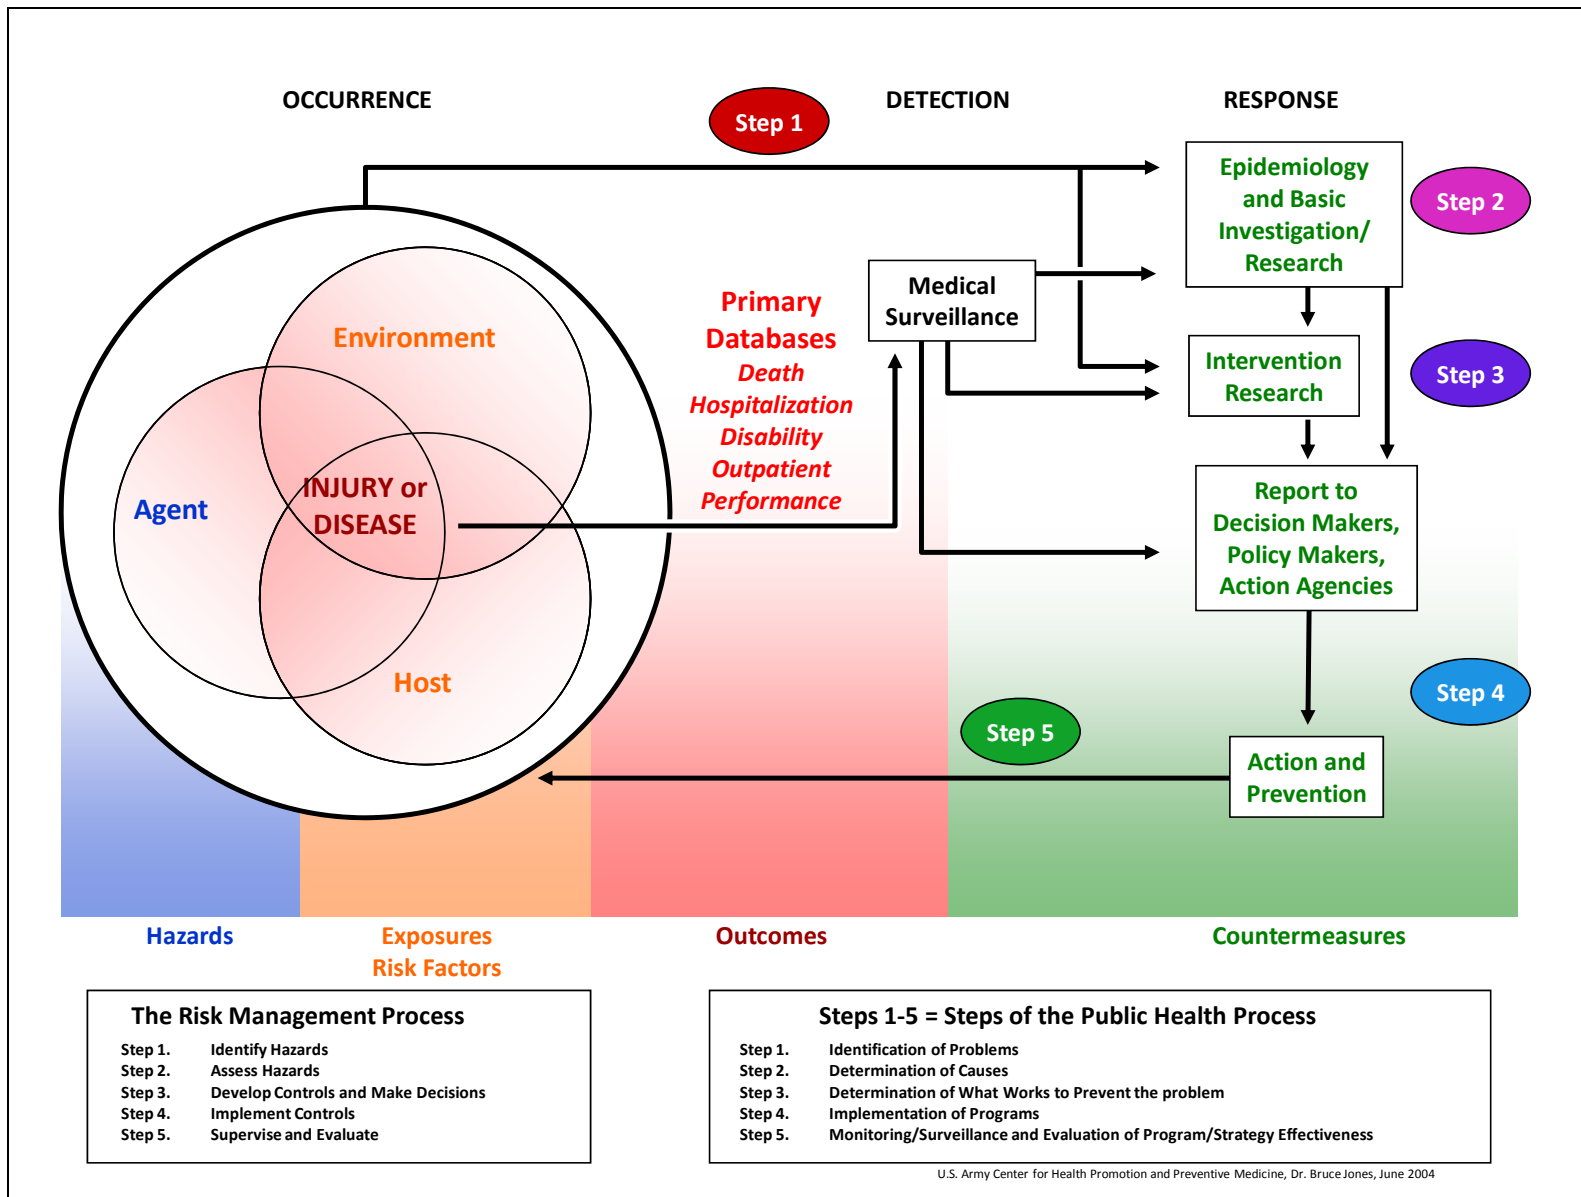 OCCURRENCE
DETECTION
RESPONSE
Step 1
Epidemiology
and Basic
Investigation/
Research
Step 2
Environment
Primary
Databases
Death
Hospitalization
Disability
Outpatient
Performance
Medical
Surveillance
Intervention
Research
Step 3
Agent
INJURY or
DISEASE
Host
Report to
Decision Makers,
Policy Makers,
Action Agencies
Step 4
Step 5
Action and
Prevention
Hazards
Exposures
Risk Factors
Outcomes
Countermeasures
The Risk Management Process
Step 1. Identify Hazards
Step 2. Assess Hazards
Step 3. Develop Controls and Make Decisions
Step 4. Implement Controls
Step 5. Supervise and Evaluate
Steps 1-5 = Steps of the Public Health Process
Step 1. Identification of Problems
Step 2. Determination of Causes
Step 3. Determination of What Works to Prevent the problem
Step 4. Implementation of Programs
Step 5. Monitoring/Surveillance and Evaluation of Program/Strategy Effectiveness
U.S. Army Center for Health Promotion and Preventive Medicine, Dr. Bruce Jones, June 2004